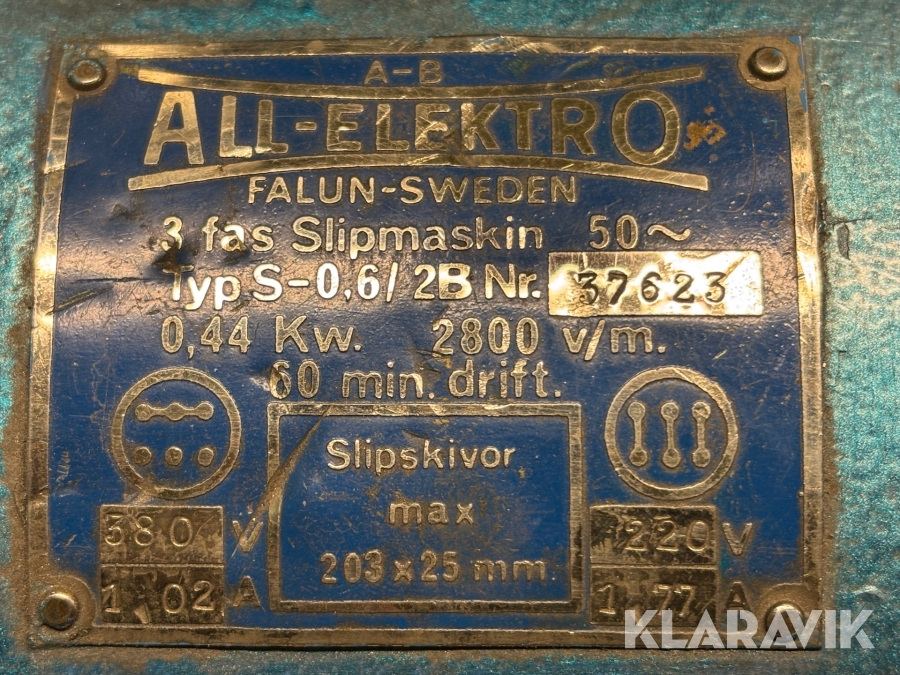 A-B
ALL-ELEKTRO
FALUN-SWEDEN
3 fas Slipmaskin 50~
Typ S-0,6/2B Nr. 37623
0,44 Kw. 2800 v/m.
60 min. drift.
Slipskivor
max
203x25 mm
380 V
1,02 A
220 V
1,77 A
KLARAVIK